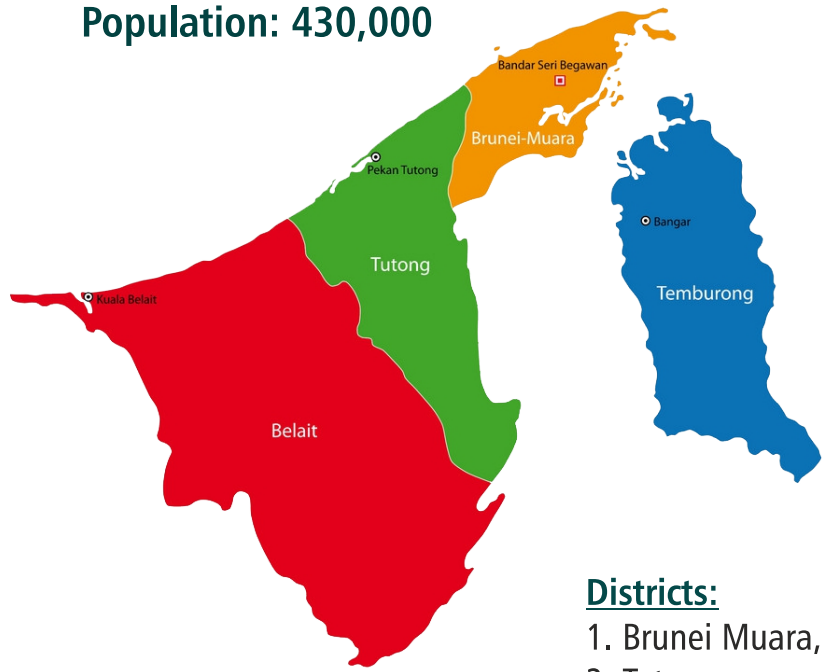 Population: 430,000
Bandar Seri Begawan
Brunei-Muara
Pekan Tutong
Bangar
Tutong
Temburong
Kuala Belait
Belait
Districts:
1. Brunei Muara,